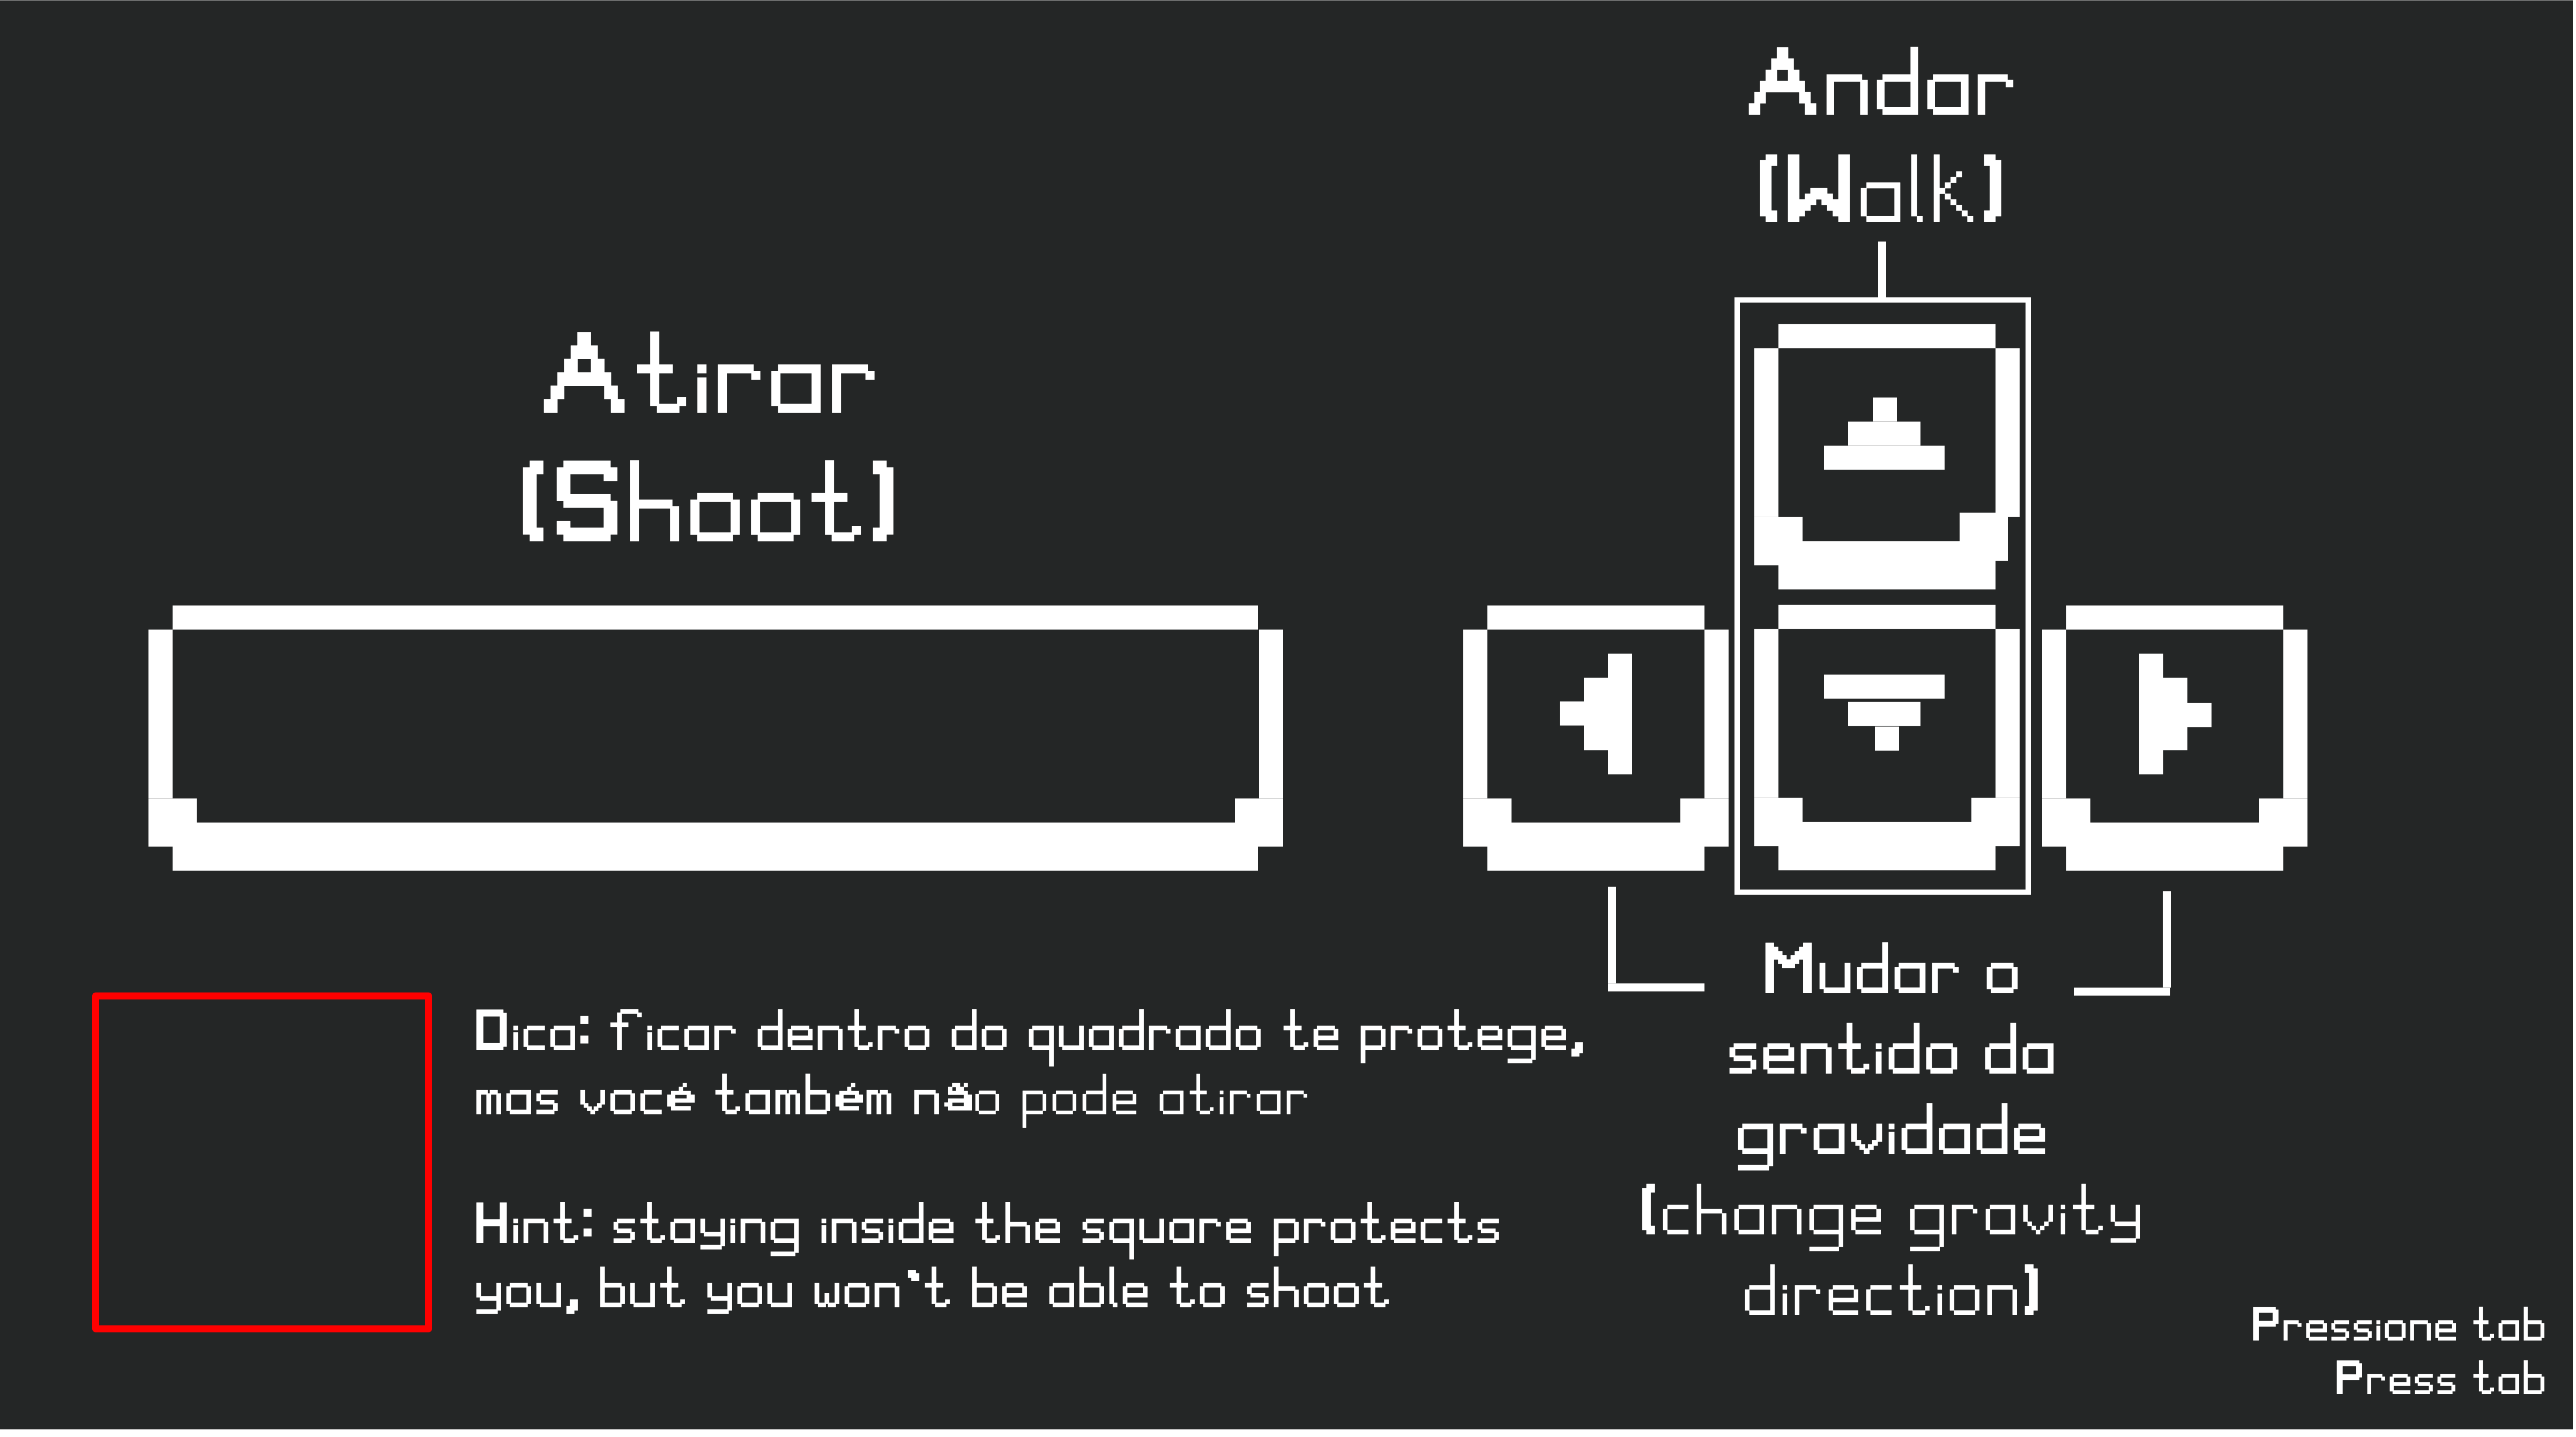 Andar
(Walk)
Atirar
(Shoot)
Mudar o
sentido da
gravidade
(change gravity
direction)
Dica: ficar dentro do quadrado te protege,
mas você também não pode atirar
Hint: staying inside the square protects
you, but you won't be able to shoot
Pressione tab
Press tab